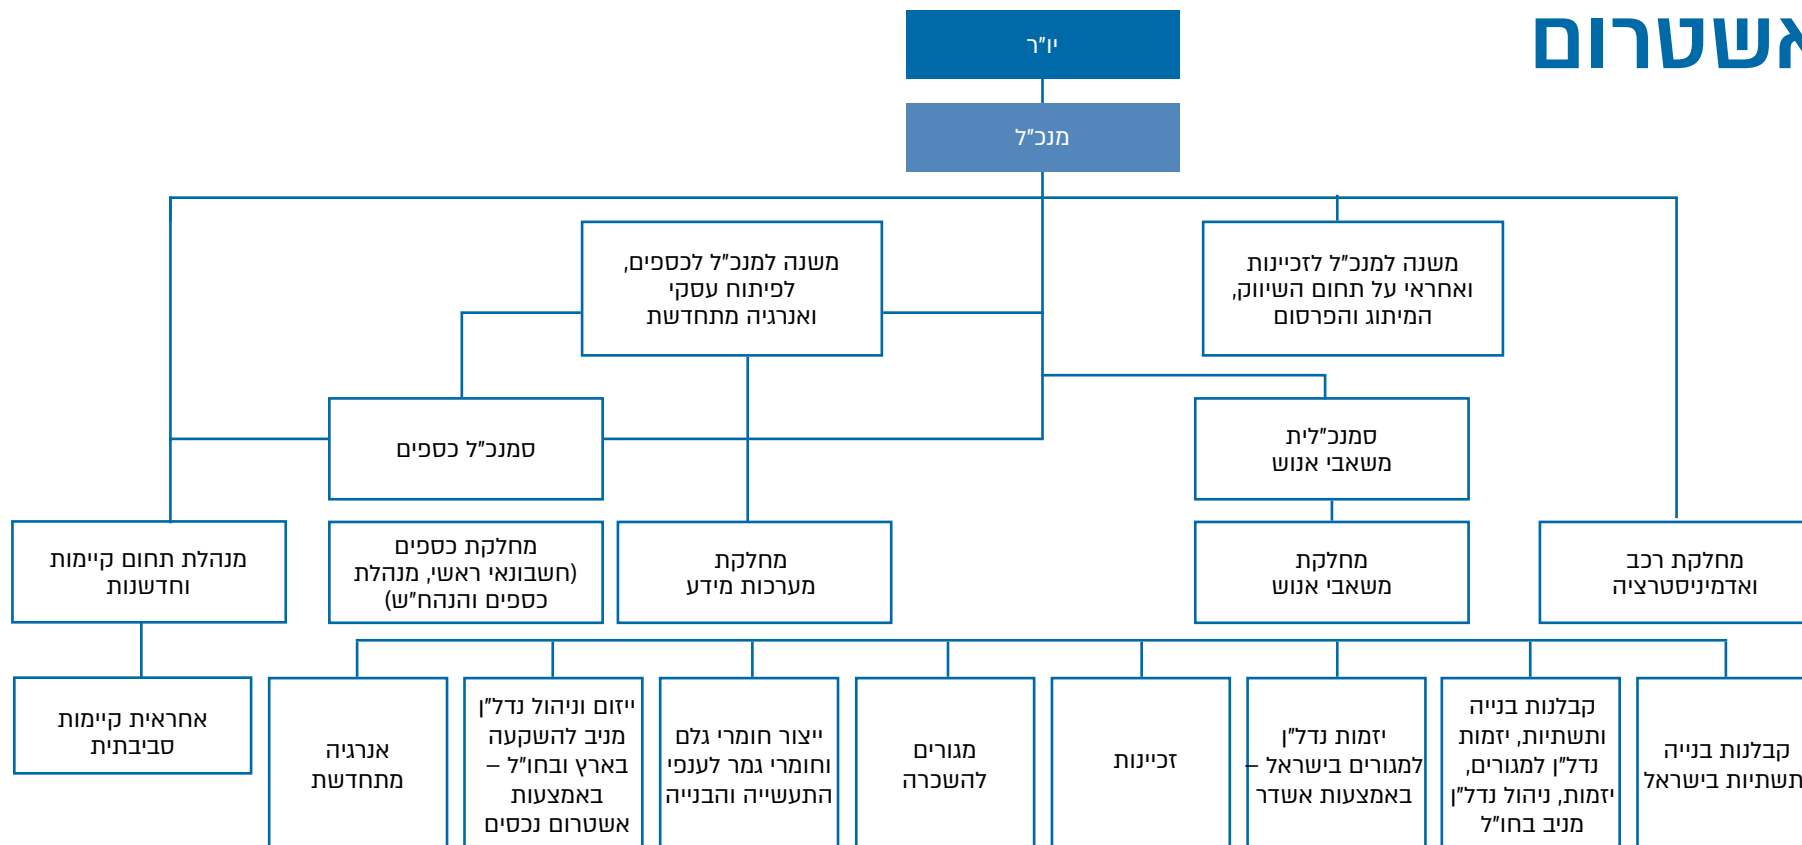 אשטרום
יו"ר
מנכ"ל
משנה למנכ"ל לזכיינות
ואחראי על תחום השיווק,
המיתוג והפרסום
משנה למנכ"ל לכספים,
לפיתוח עסקי
ואנרגיה מתחדשת
סמנכ"לית
משאבי אנוש
סמנכ"ל כספים
מחלקת רכב
ואדמיניסטרציה
מחלקת
משאבי אנוש
מחלקת
מערכות מידע
מחלקת כספים
(חשבונאי ראשי, מנהלת
כספים והנהח"ש)
מנהלת תחום קיימות
וחדשנות
קבלנות בנייה
תשתיות בישראל
קבלנות בנייה
ותשתיות, יזמות
נדל"ן למגורים,
יזמות, ניהול נדל"ן
מניב בחו"ל
יזמות נדל"ן
למגורים בישראל –
באמצעות אשדר
זכיינות
מגורים
להשכרה
ייצור חומרי גלם
וחומרי גמר לענפי
התעשייה והבנייה
ייזום וניהול נדל"ן
מניב להשקעה
בארץ ובחו"ל –
באמצעות
אשטרום נכסים
אנרגיה
מתחדשת
אחראית קיימות
סביבתית